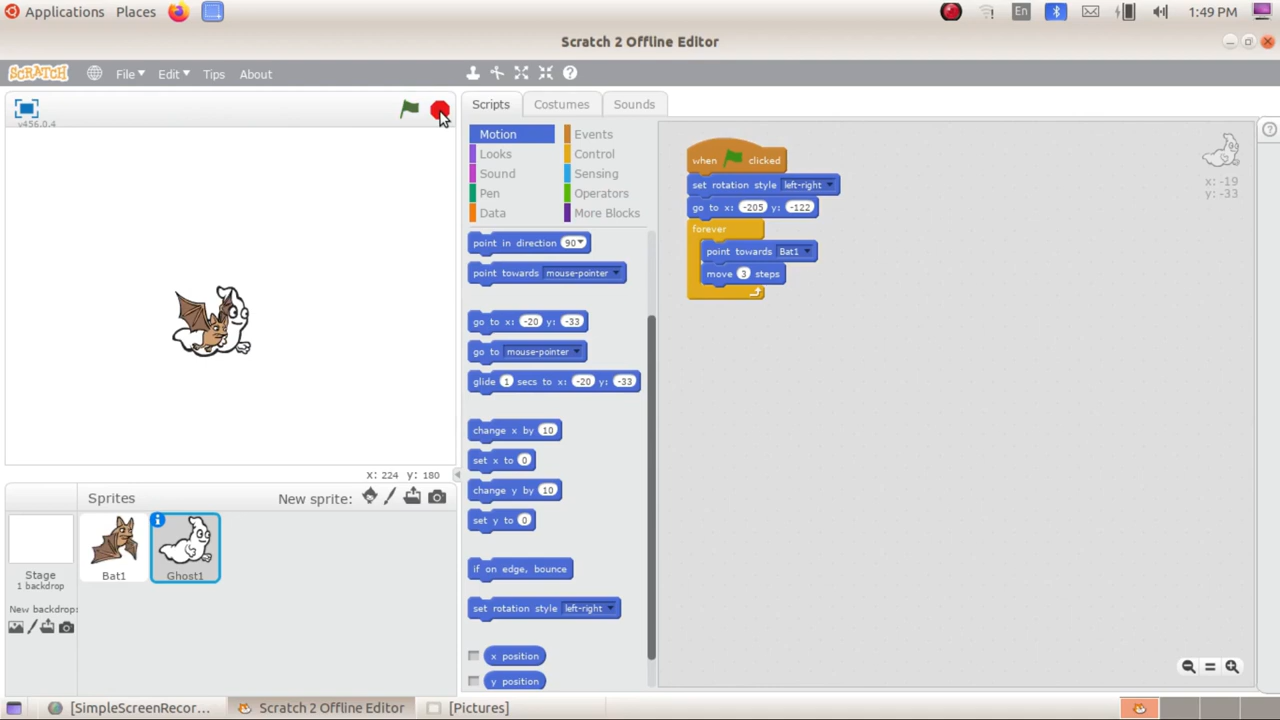 Applications Places En 1:49 PM
Scratch 2 Offline Editor
SCRATCH File Edit Tips About
v456.0.4
Scripts Costumes Sounds
Motion Events
Looks Control
Sound Sensing
Pen Operators
Data More Blocks
point in direction 90
point towards mouse-pointer
go to x: -20 y: -33
go to mouse-pointer
glide 1 secs to x: -20 y: -33
change x by 10
set x to 0
change y by 10
set y to 0
if on edge, bounce
set rotation style left-right
x position
y position
when clicked
set rotation style left-right
go to x: -205 y: -122
forever
point towards Bat1
move 3 steps
x: -19
y: -33
x: 224 y: 180
Sprites New sprite:
Stage
1 backdrop
New backdrop:
Bat1
Ghost1
[SimpleScreenRecor... Scratch 2 Offline Editor [Pictures]